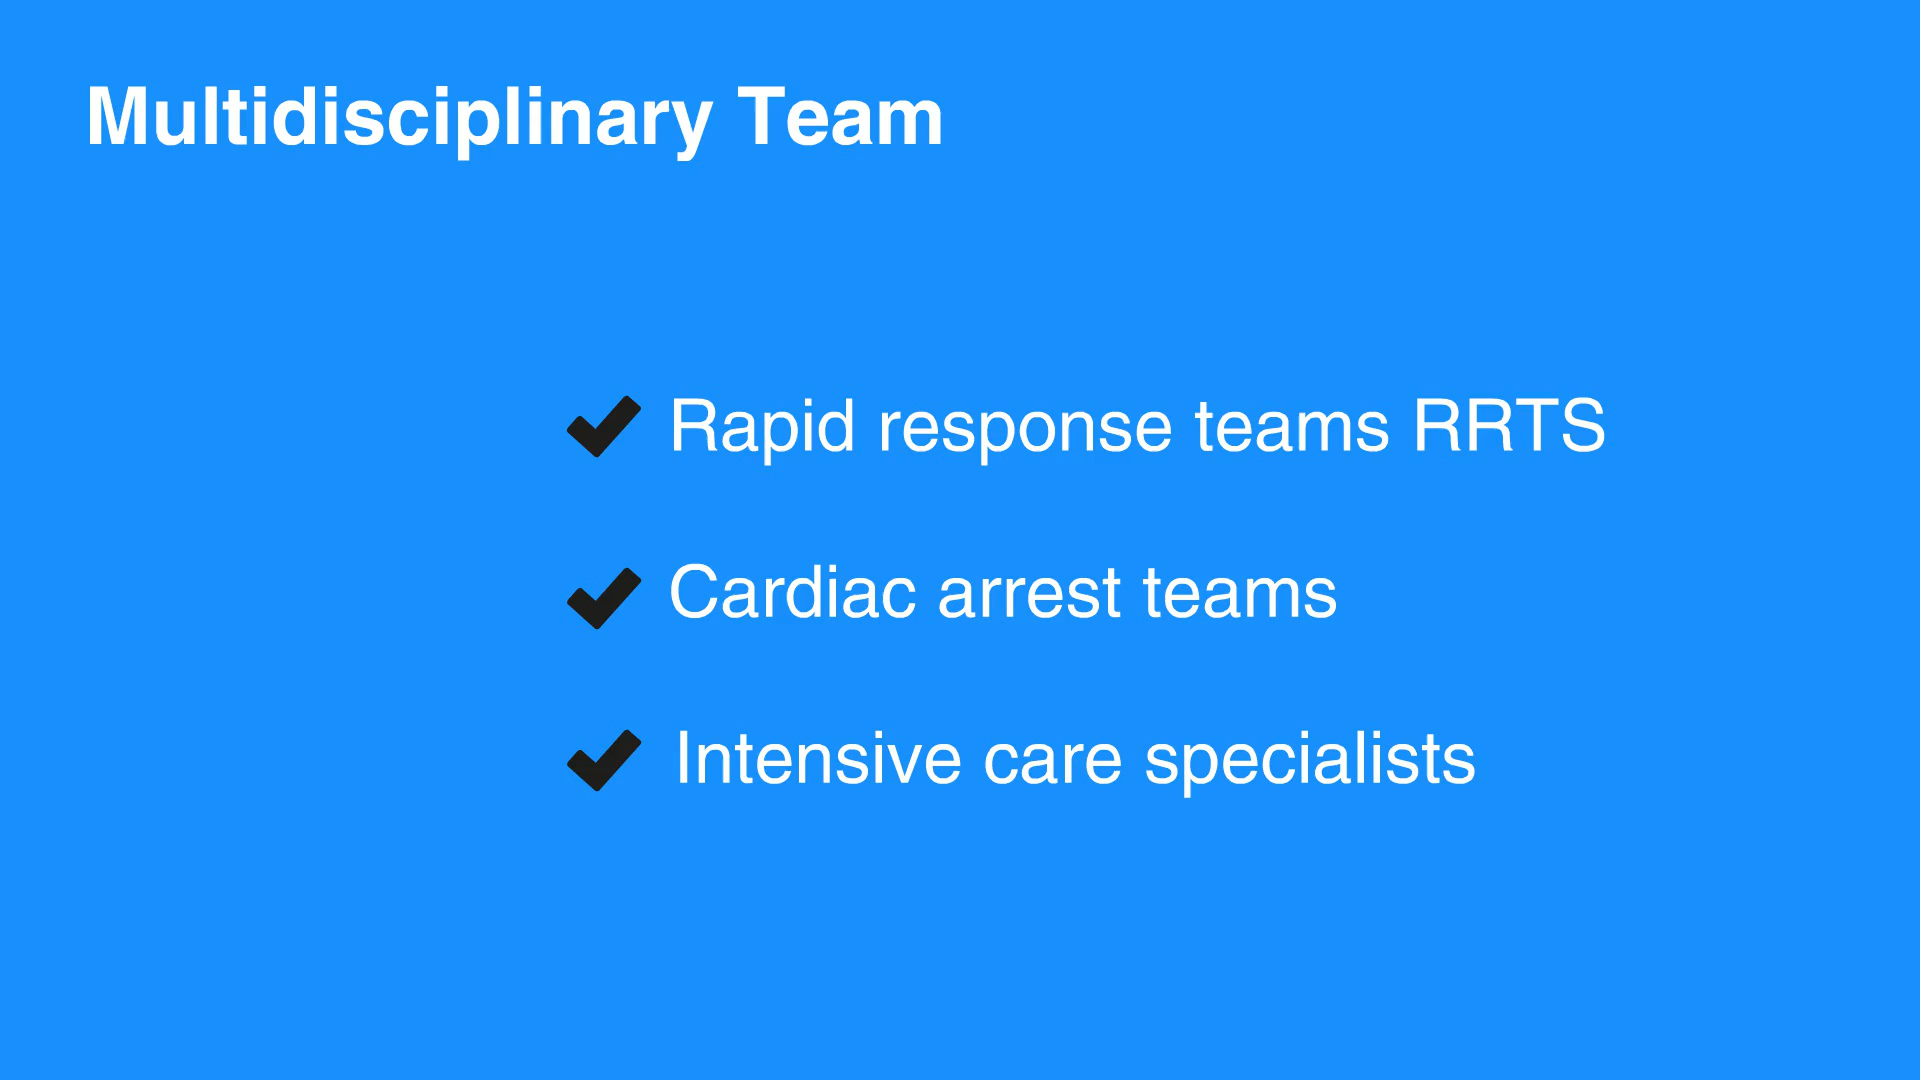 Multidisciplinary Team
Rapid response teams RRTS
Cardiac arrest teams
Intensive care specialists